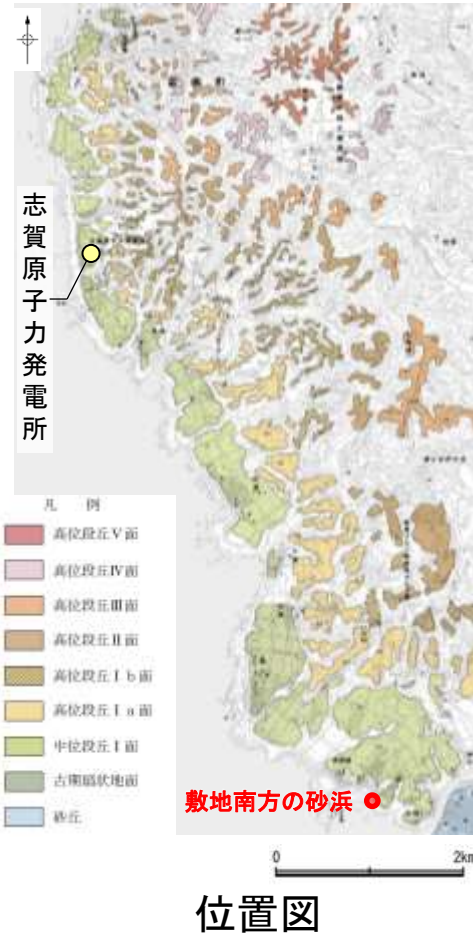 志賀原子力発電所
凡 例
高位段丘Ⅴ面
高位段丘Ⅳ面
高位段丘Ⅲ面
高位段丘Ⅱ面
高位段丘Ⅰb面
高位段丘Ⅰa面
中位段丘Ⅰ面
古期扇状地面
砂丘
敷地南方の砂浜
0 2km
位置図